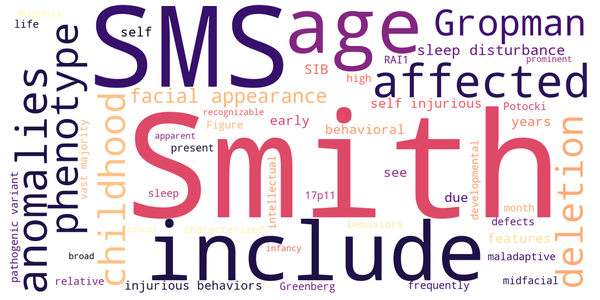 Mosaic
life
self
SMS
age
Gropman
sleep disturbance
prominent
SIB
high
RAI1
affected
anomalies
phenotype
childhood
facial appearance
self injurious
recognizable
Figure
early
behavioral
Potocki
years
vast majority
apparent
present
Smith
deletion
pathogenic variant
sleep
intellectual
17p11
see
due
developmental
month
defects
school
characterized
include
behaviors
features
broad
infancy
maladaptive
relative
injurious behaviors
Greenberg
frequently
midfacial